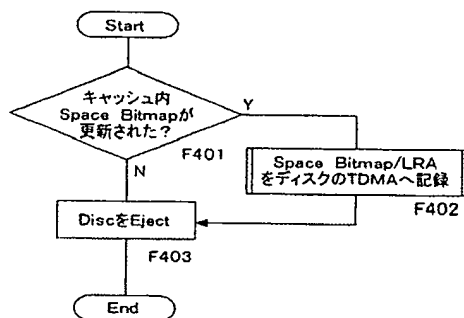 Start
キャッシュ内
Space Bitmapが
更新された?
Y
N
F401
Space Bitmap/LRA
をディスクのTDMAへ記録
F402
DiscをEject
F403
End